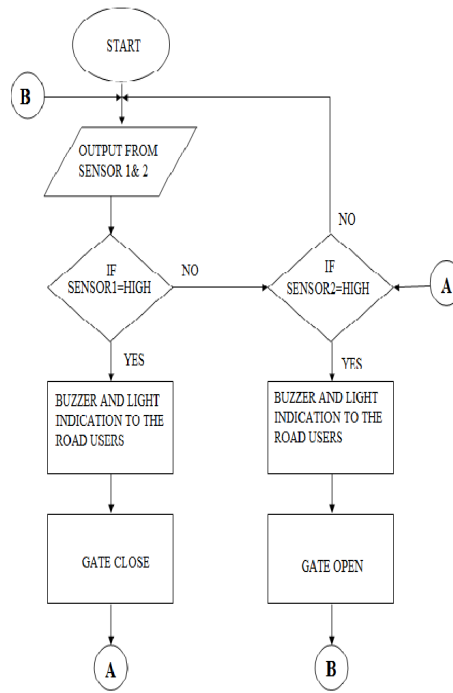 START
B
OUTPUT FROM
SENSOR 1& 2
NO
IF
SENSOR1=HIGH
NO
IF
SENSOR2=HIGH
A
YES
YES
BUZZER AND LIGHT
INDICATION TO THE
ROAD USERS
BUZZER AND LIGHT
INDICATION TO THE
ROAD USERS
GATE CLOSE
GATE OPEN
A
B